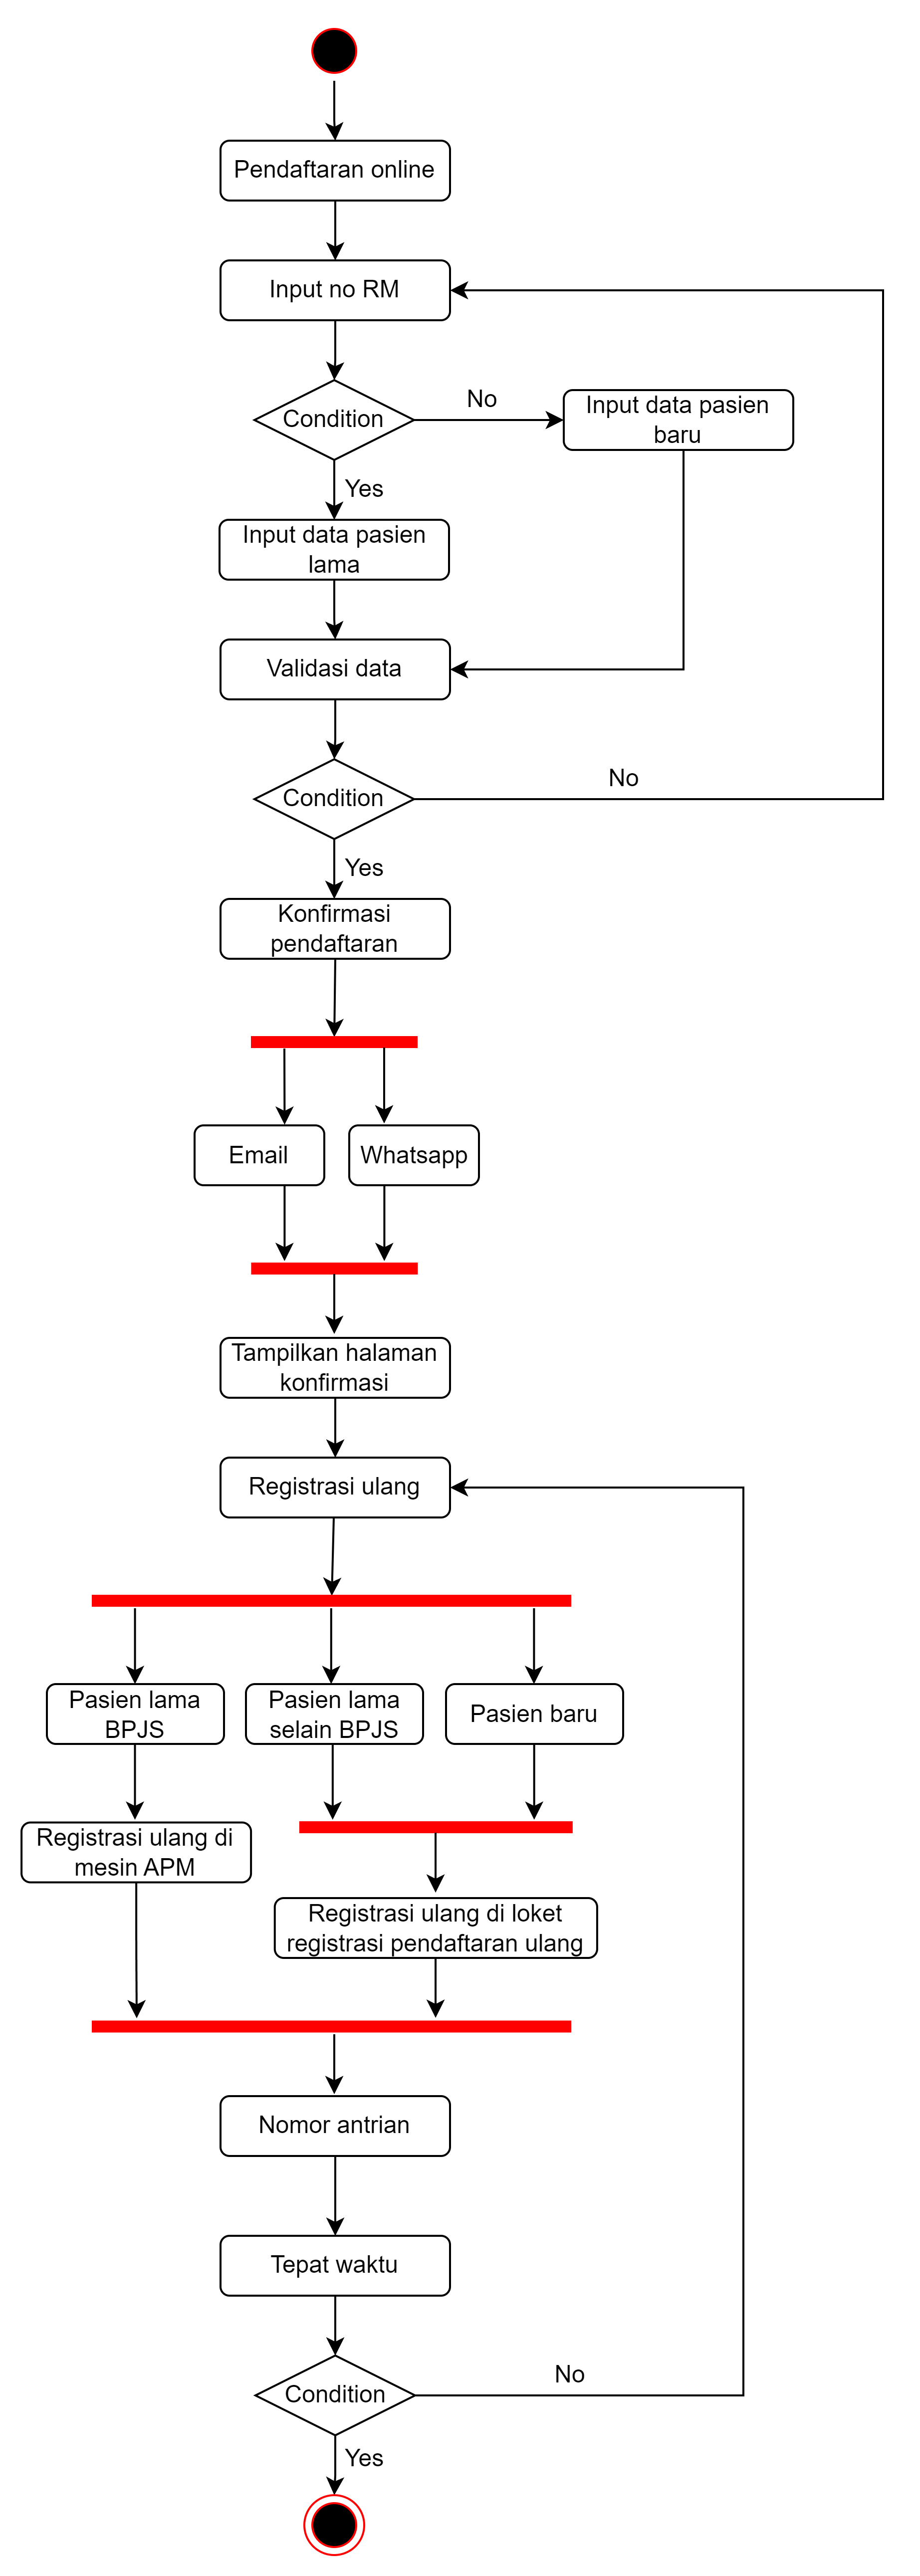 Pendaftaran online
Input no RM
Condition
No
Input data pasien
baru
Yes
Input data pasien
lama
Validasi data
Condition
No
Yes
Konfirmasi
pendaftaran
Email
Whatsapp
Tampilkan halaman
konfirmasi
Registrasi ulang
Pasien lama
BPJS
Pasien lama
selain BPJS
Pasien baru
Registrasi ulang di
mesin APM
Registrasi ulang di loket
registrasi pendaftaran ulang
Nomor antrian
Tepat waktu
Condition
No
Yes